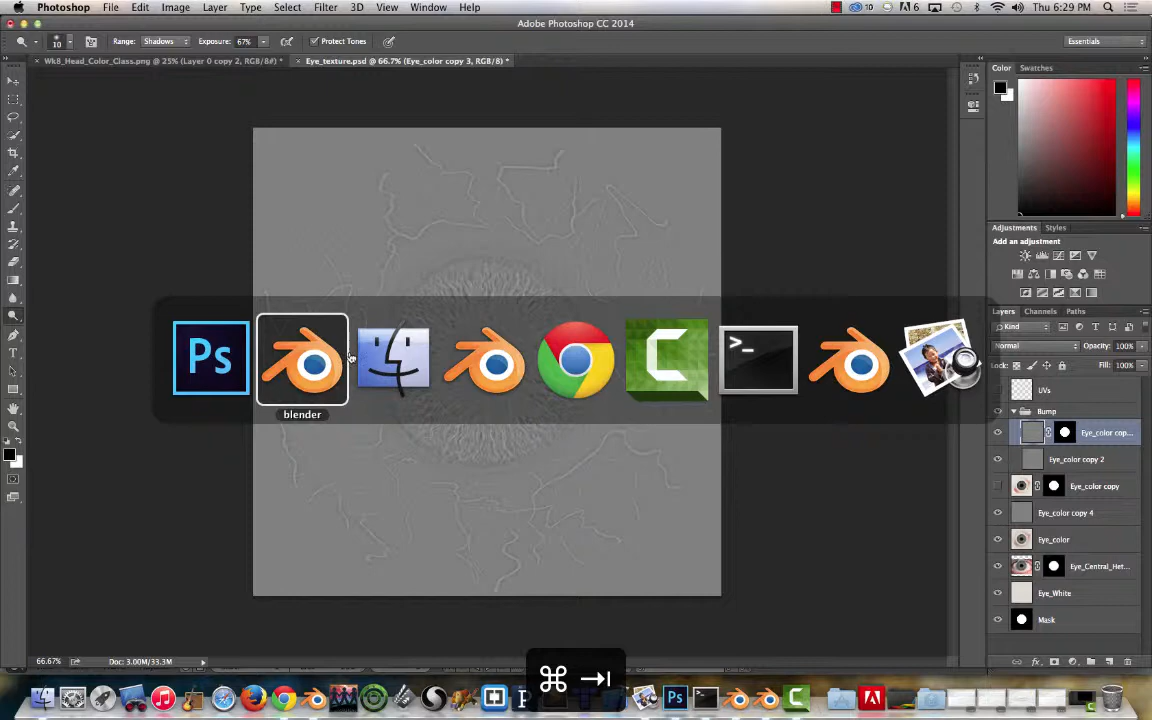 Photoshop File Edit Image Layer Type Select Filter 3D View Window Help 10 6 Thu 6:29 PM
Adobe Photoshop CC 2014
10 Range: Shadows Exposure: 67% Protect Tones Essentials
× Wk8_Head_Color_Class.png @ 25% (Layer 0 copy 2, RGB/8#) * × Eye_texture.psd @ 66.7% (Eye_color copy 3, RGB/8) *
Color Swatches
Adjustments Styles
Add an adjustment
Layers Channels Paths
Kind
Normal Opacity: 100%
Lock: Fill: 100%
UVs
Bump
Eye_color cop...
Eye_color copy 2
Eye_color copy
Eye_color copy 4
Eye_color
Eye_Central_Het...
Eye_White
Mask
Ps
>_
blender
66.67% Doc: 3.00M/33.3M
⌘ ⇥
Ps